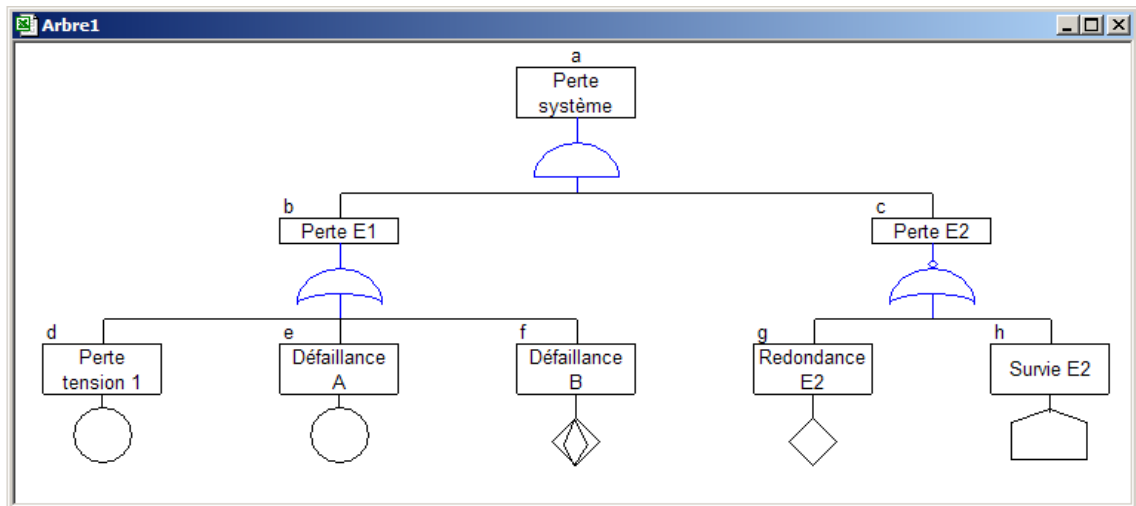 Arbre1
a
Perte
système
b
Perte E1
c
Perte E2
d
Perte
tension 1
e
Défaillance
A
f
Défaillance
B
g
Redondance
E2
h
Survie E2